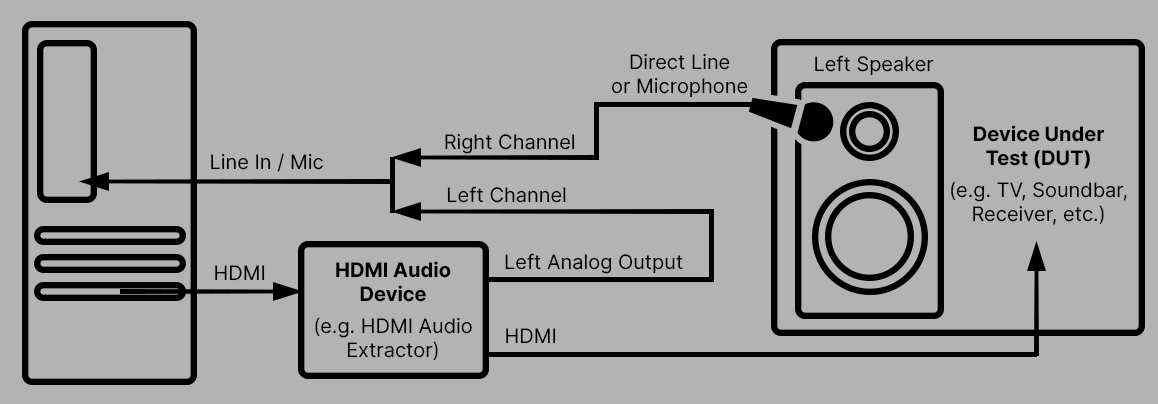 Direct Line
or Microphone
Left Speaker
Right Channel
Line In / Mic
Left Channel
Device Under
Test (DUT)
(e.g. TV, Soundbar,
Receiver, etc.)
HDMI
HDMI Audio
Device
(e.g. HDMI Audio
Extractor)
Left Analog Output
HDMI